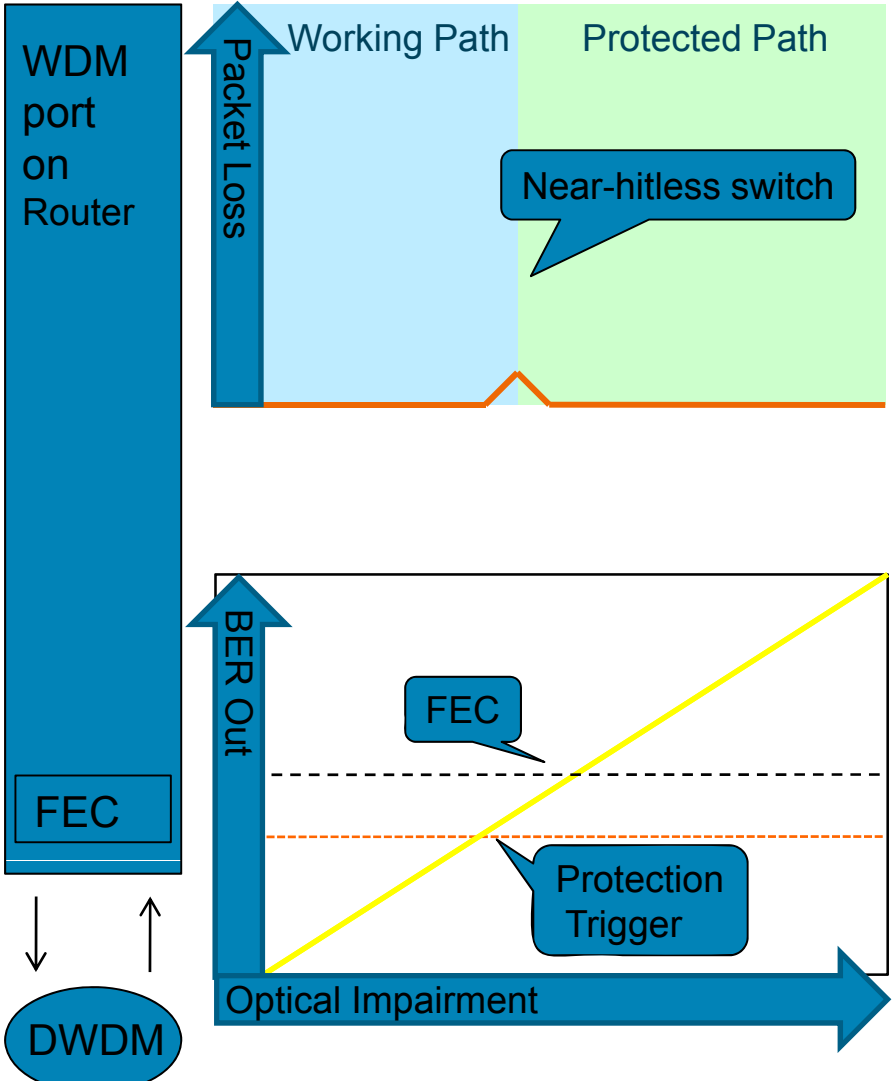 WDM
port
on
Router
FEC
DWDM
Packet Loss
Working Path
Protected Path
Near-hitless switch
BER Out
FEC
Protection
Trigger
Optical Impairment